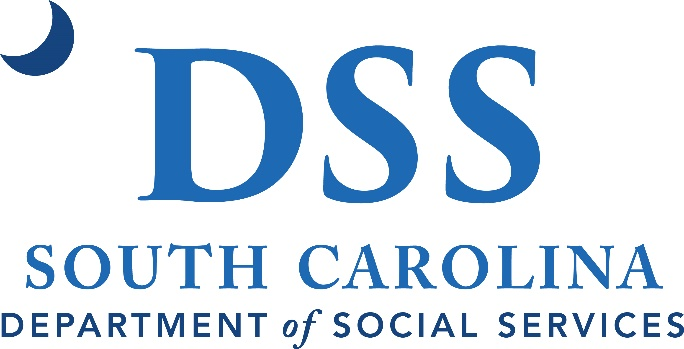 DSS
SOUTH CAROLINA
DEPARTMENT of SOCIAL SERVICES